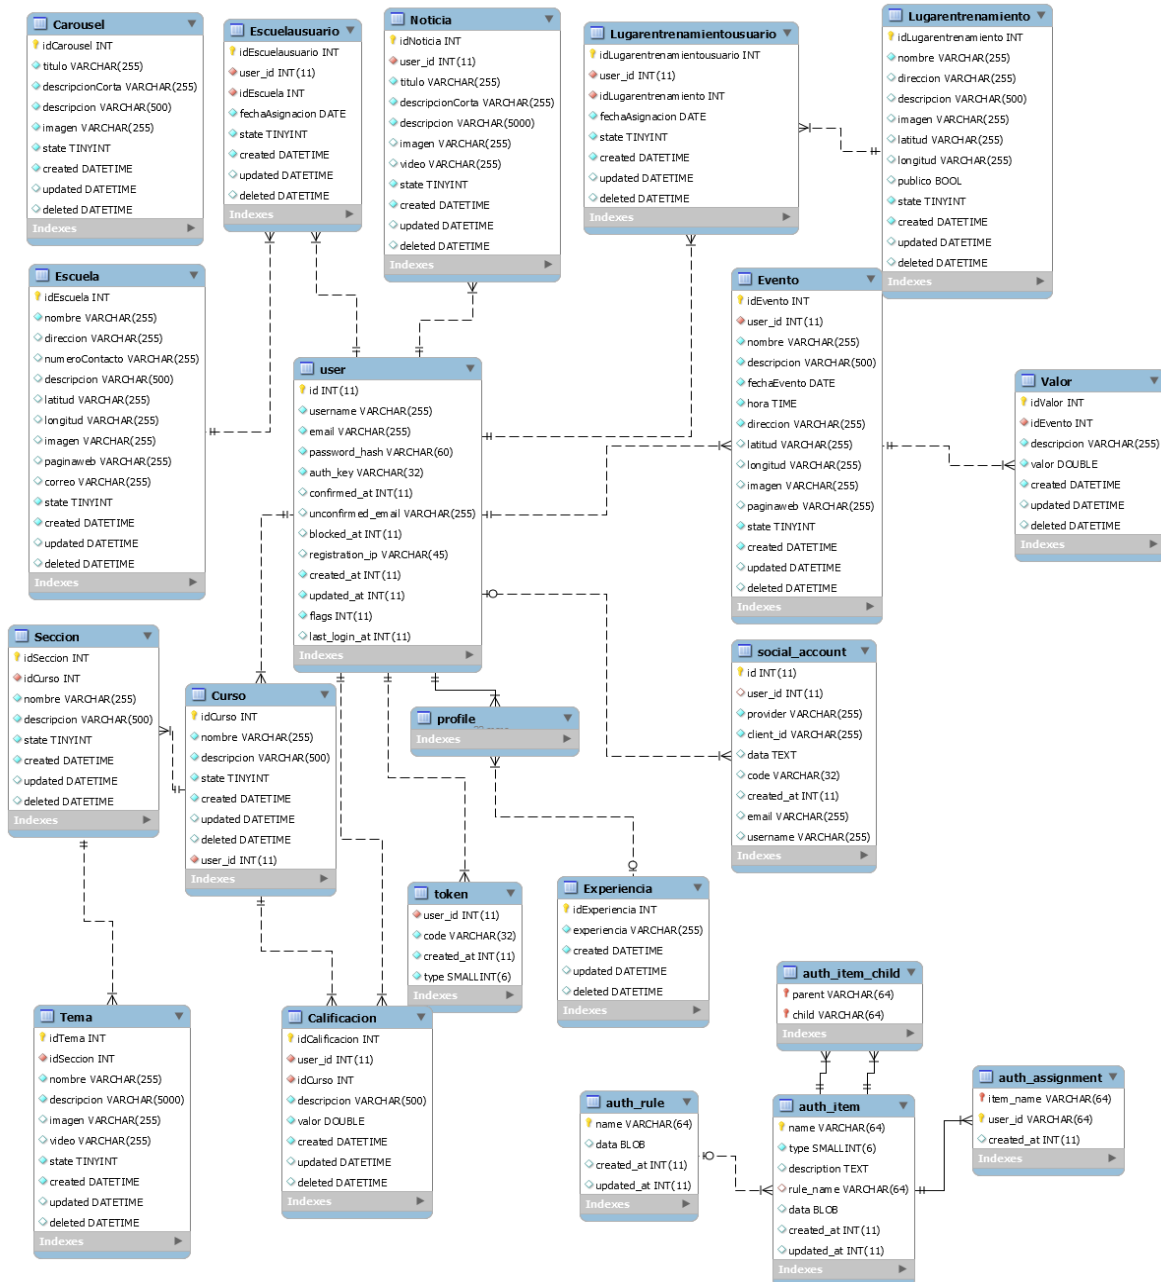 Carousel
idCarousel INT
titulo VARCHAR(255)
descripcionCorta VARCHAR(255)
descripcion VARCHAR(500)
imagen VARCHAR(255)
state TINYINT
created DATETIME
updated DATETIME
deleted DATETIME
Indexes
Escuelausuario
idEscuelausuario INT
user_id INT(11)
idEscuela INT
fechaAsignacion DATE
state TINYINT
created DATETIME
updated DATETIME
deleted DATETIME
Indexes
Noticia
idNoticia INT
user_id INT(11)
titulo VARCHAR(255)
descripcionCorta VARCHAR(255)
descripcion VARCHAR(5000)
imagen VARCHAR(255)
video VARCHAR(255)
state TINYINT
created DATETIME
updated DATETIME
deleted DATETIME
Indexes
Lugarentrenamientousuario
idLugarentrenamientousuario INT
user_id INT(11)
idLugarentrenamiento INT
fechaAsignacion DATE
state TINYINT
created DATETIME
updated DATETIME
deleted DATETIME
Indexes
Lugarentrenamiento
idLugarentrenamiento INT
nombre VARCHAR(255)
direccion VARCHAR(255)
descripcion VARCHAR(500)
imagen VARCHAR(255)
latitud VARCHAR(255)
longitud VARCHAR(255)
publico BOOL
state TINYINT
created DATETIME
updated DATETIME
deleted DATETIME
Indexes
Escuela
idEscuela INT
nombre VARCHAR(255)
direccion VARCHAR(255)
numeroContacto VARCHAR(255)
descripcion VARCHAR(500)
latitud VARCHAR(255)
longitud VARCHAR(255)
imagen VARCHAR(255)
paginaweb VARCHAR(255)
correo VARCHAR(255)
state TINYINT
created DATETIME
updated DATETIME
deleted DATETIME
Indexes
user
id INT(11)
username VARCHAR(255)
email VARCHAR(255)
password_hash VARCHAR(60)
auth_key VARCHAR(32)
confirmed_at INT(11)
unconfirmed_email VARCHAR(255)
blocked_at INT(11)
registration_ip VARCHAR(45)
created_at INT(11)
updated_at INT(11)
flags INT(11)
last_login_at INT(11)
Indexes
Evento
idEvento INT
user_id INT(11)
nombre VARCHAR(255)
descripcion VARCHAR(500)
fechaEvento DATE
hora TIME
direccion VARCHAR(255)
latitud VARCHAR(255)
longitud VARCHAR(255)
imagen VARCHAR(255)
paginaweb VARCHAR(255)
state TINYINT
created DATETIME
updated DATETIME
deleted DATETIME
Indexes
Valor
idValor INT
idEvento INT
descripcion VARCHAR(255)
valor DOUBLE
created DATETIME
updated DATETIME
deleted DATETIME
Indexes
Seccion
idSeccion INT
idCurso INT
nombre VARCHAR(255)
descripcion VARCHAR(500)
state TINYINT
created DATETIME
updated DATETIME
deleted DATETIME
Indexes
Curso
idCurso INT
nombre VARCHAR(255)
descripcion VARCHAR(500)
state TINYINT
created DATETIME
updated DATETIME
deleted DATETIME
user_id INT(11)
Indexes
profile
Indexes
social_account
id INT(11)
user_id INT(11)
provider VARCHAR(255)
client_id VARCHAR(255)
data TEXT
code VARCHAR(32)
created_at INT(11)
email VARCHAR(255)
username VARCHAR(255)
Indexes
token
user_id INT(11)
code VARCHAR(32)
created_at INT(11)
type SMALLINT(6)
Indexes
Experiencia
idExperiencia INT
experiencia VARCHAR(255)
created DATETIME
updated DATETIME
deleted DATETIME
Indexes
Tema
idTema INT
idSeccion INT
nombre VARCHAR(255)
descripcion VARCHAR(5000)
imagen VARCHAR(255)
video VARCHAR(255)
state TINYINT
created DATETIME
updated DATETIME
deleted DATETIME
Indexes
Calificacion
idCalificacion INT
user_id INT(11)
idCurso INT
descripcion VARCHAR(500)
valor DOUBLE
created DATETIME
updated DATETIME
deleted DATETIME
Indexes
auth_item_child
parent VARCHAR(64)
child VARCHAR(64)
Indexes
auth_rule
name VARCHAR(64)
data BLOB
created_at INT(11)
updated_at INT(11)
Indexes
auth_item
name VARCHAR(64)
type SMALLINT(6)
description TEXT
rule_name VARCHAR(64)
data BLOB
created_at INT(11)
updated_at INT(11)
Indexes
auth_assignment
item_name VARCHAR(64)
user_id VARCHAR(64)
created_at INT(11)
Indexes